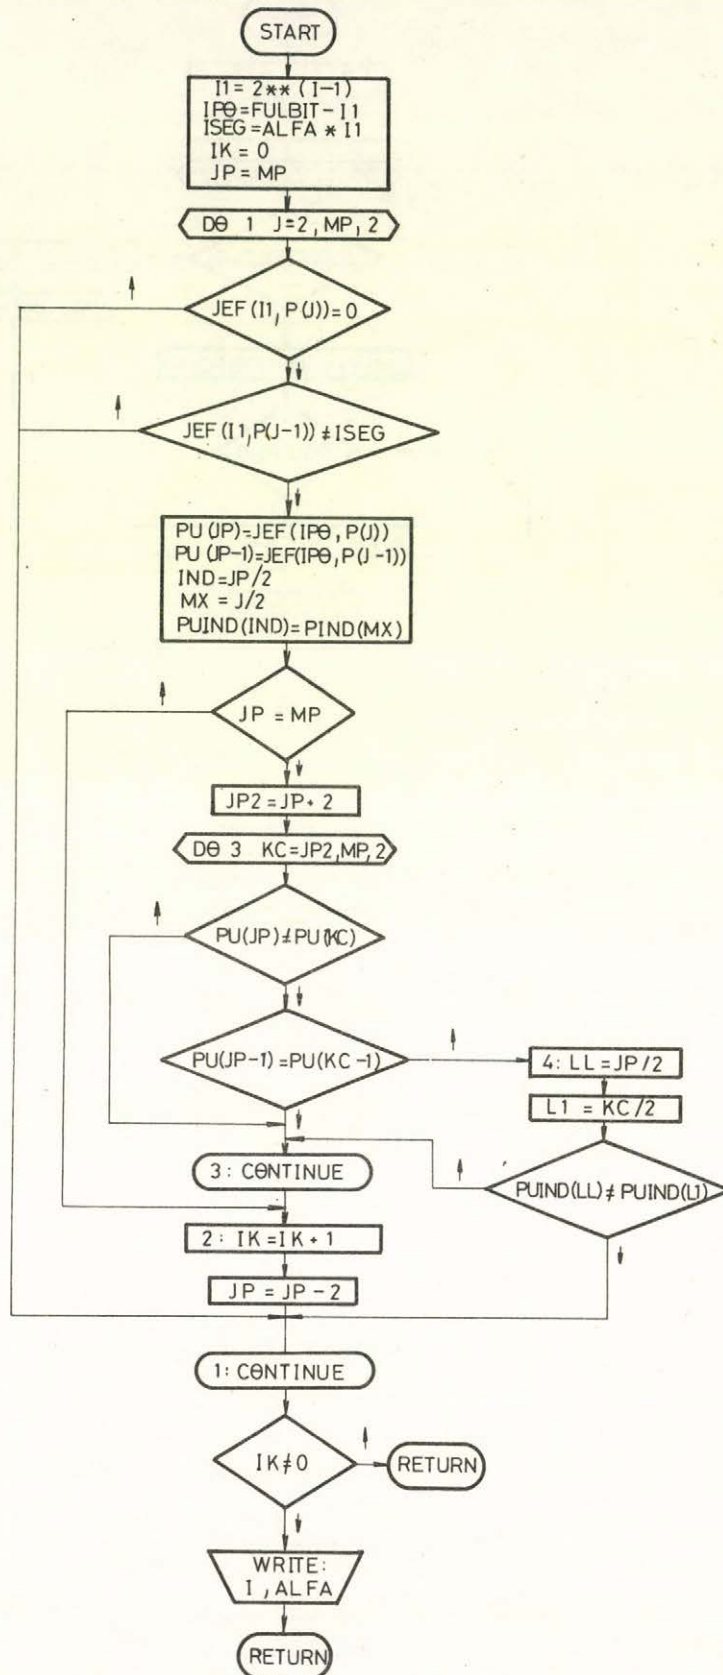 START
I1 = 2** (I-1)
IPθ=FULBIT-I1
ISEG=ALFA * I1
IK = 0
JP = MP
Dθ 1 J=2, MP, 2
JEF(I1, P(J))=0
JEF(I1,P(J-1)) ≠ISEG
PU(JP)=JEF(IPθ, P(J))
PU(JP-1)=JEF(IPθ,P(J-1))
IND=JP/2
MX = J/2
PUIND(IND)=PIND(MX)
JP = MP
JP2=JP+2
Dθ 3 KC=JP2,MP,2
PU(JP)≠PU(KC)
PU(JP-1)=PU(KC-1)
4: LL=JP/2
L1 = KC/2
PUIND(LL)≠PUIND(L1)
3: CθNTINUE
2: IK=IK+1
JP = JP-2
1: CθNTINUE
IK≠0
RETURN
WRITE:
I, ALFA
RETURN